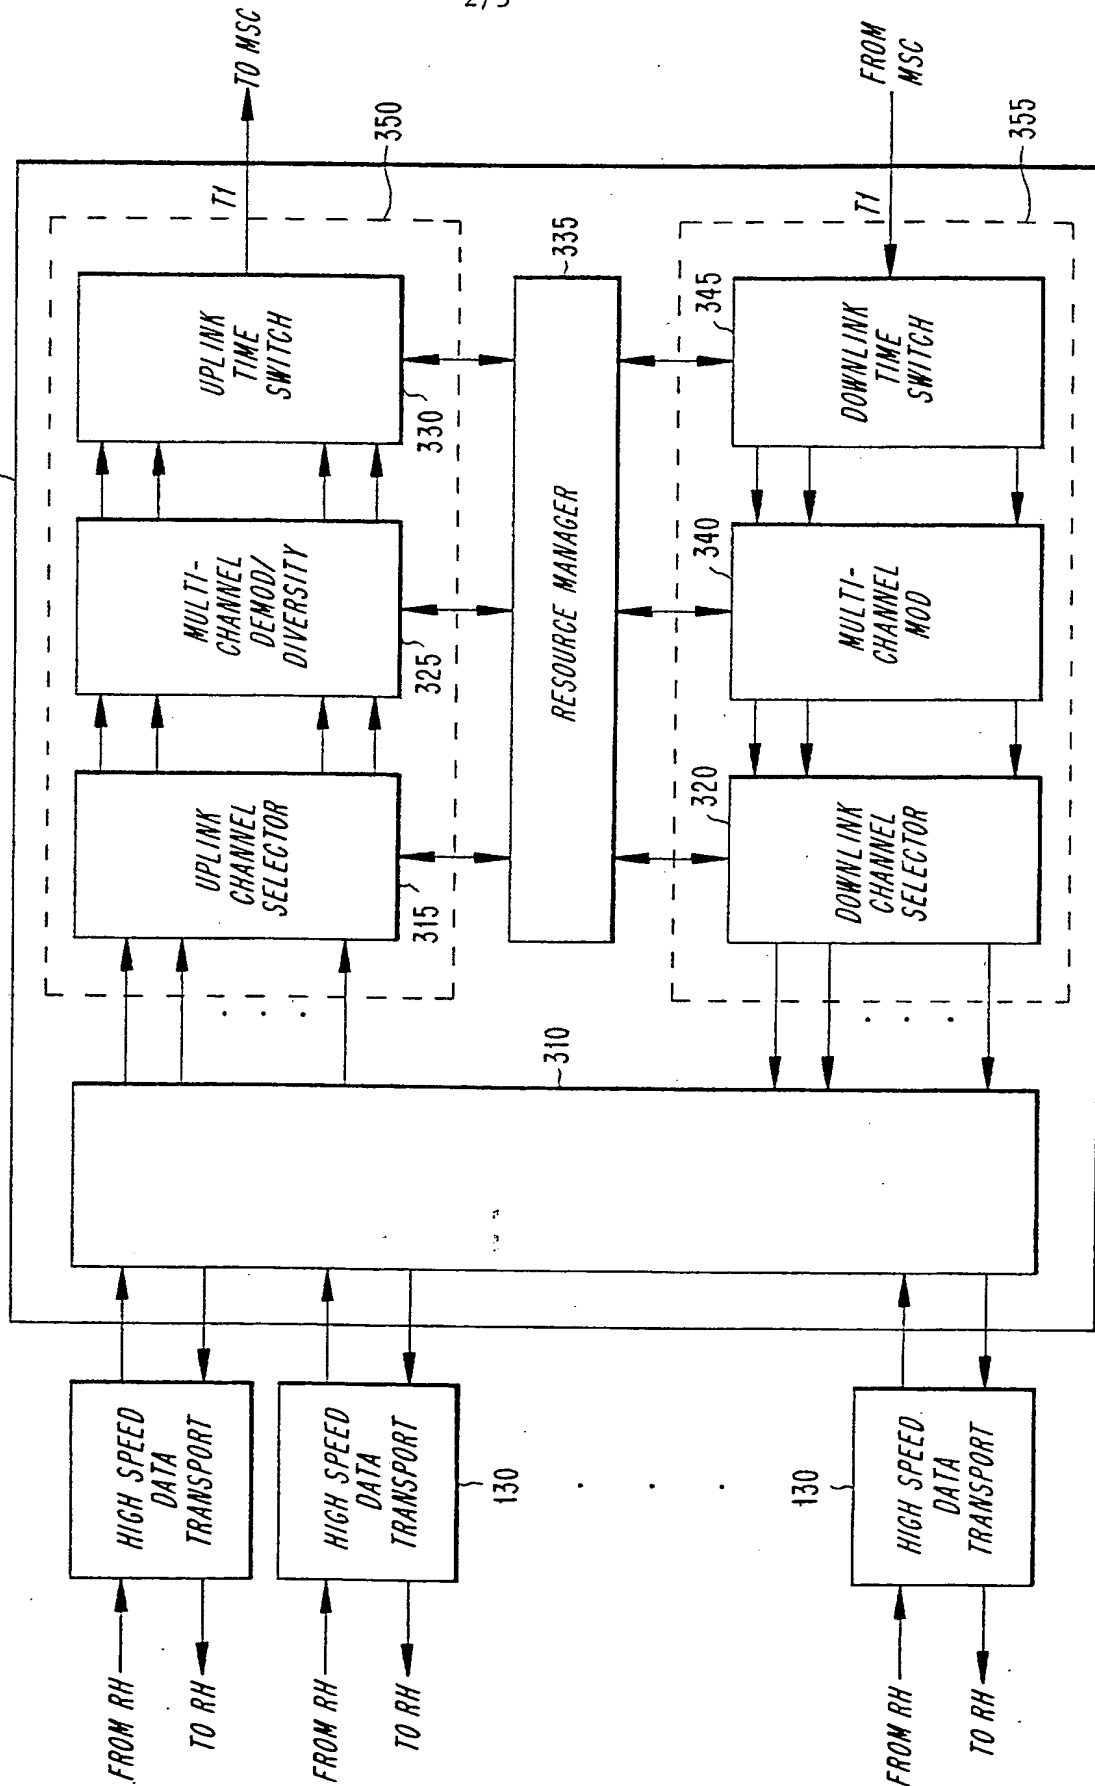 2/3
FROM RH
TO RH
HIGH SPEED
DATA
TRANSPORT
FROM RH
TO RH
HIGH SPEED
DATA
TRANSPORT
130
FROM RH
TO RH
130
HIGH SPEED
DATA
TRANSPORT
310
UPLINK
CHANNEL
SELECTOR
315
MULTI-
CHANNEL
DEMOD/
DIVERSITY
325
UPLINK
TIME
SWITCH
330
T1
TO MSC
350
RESOURCE MANAGER
335
320
DOWNLINK
CHANNEL
SELECTOR
340
MULTI-
CHANNEL
MOD
345
DOWNLINK
TIME
SWITCH
T1
FROM
MSC
355